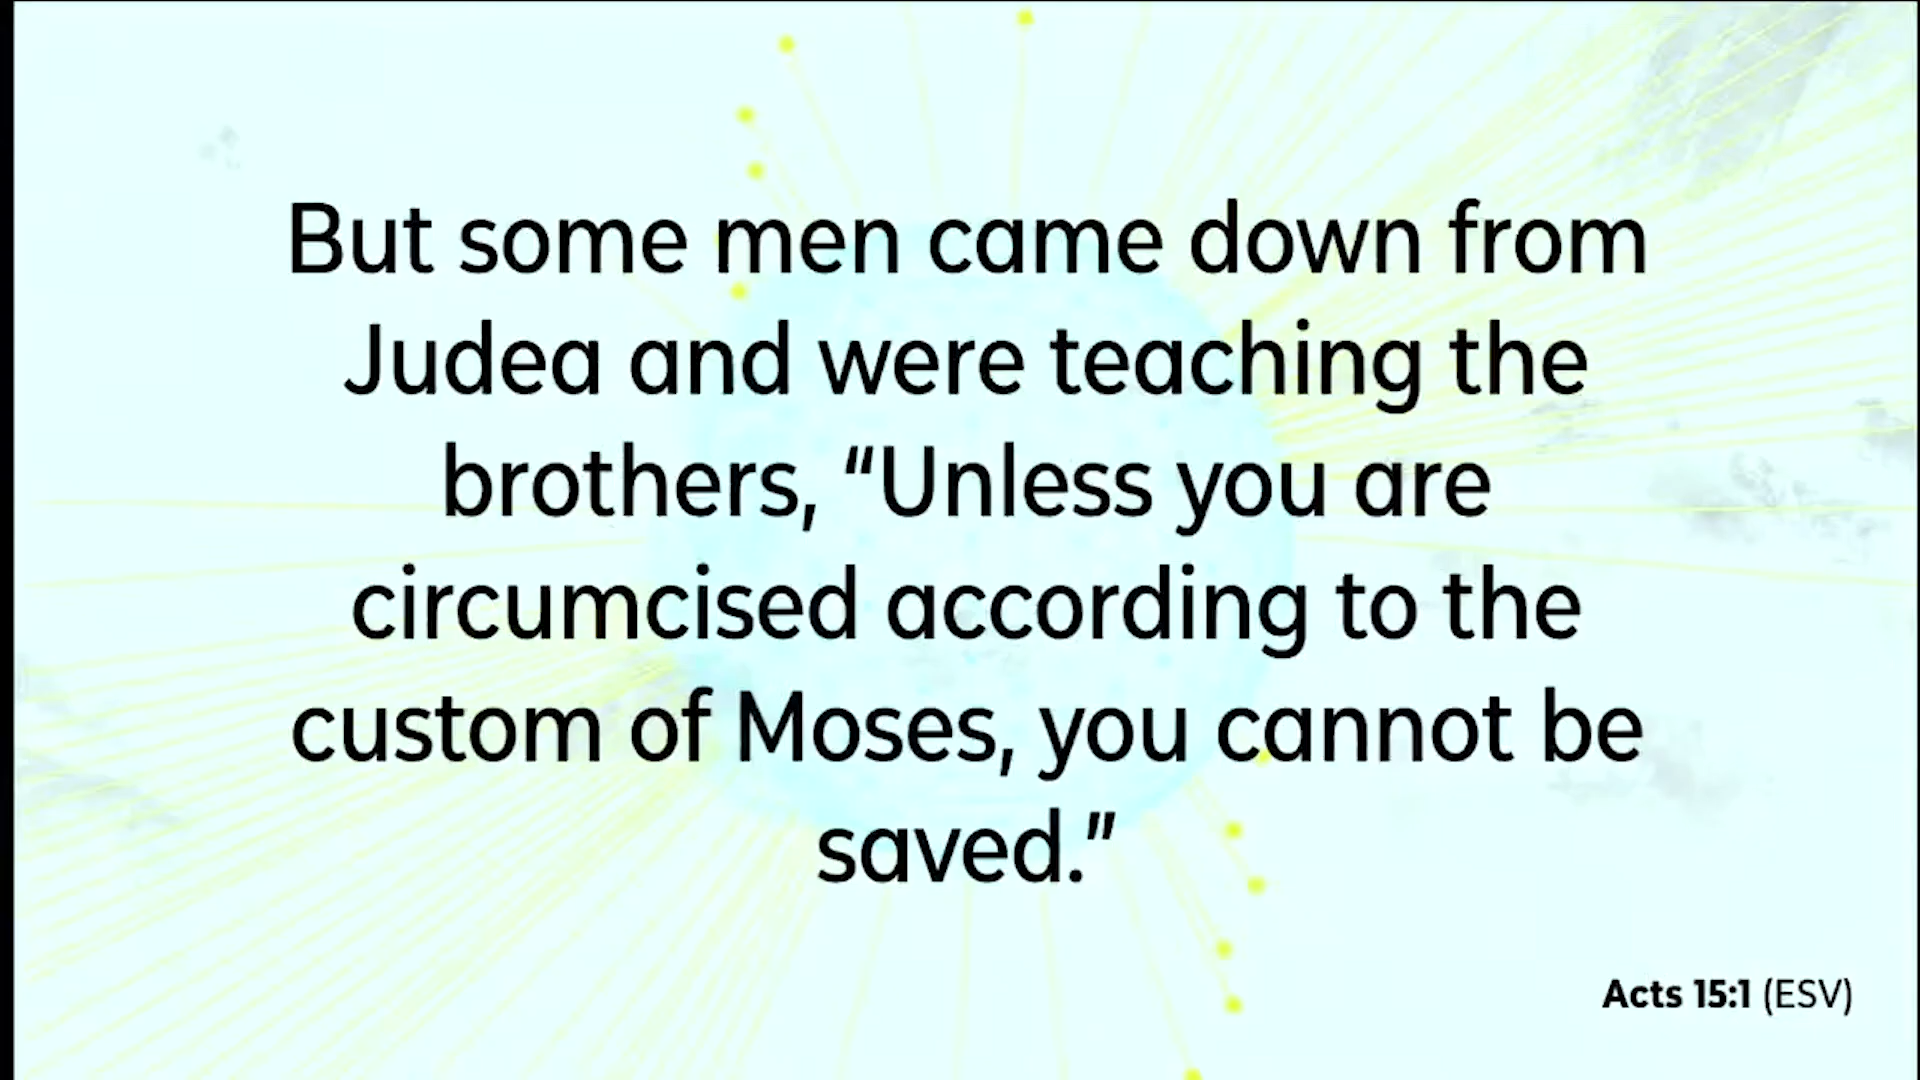 But some men came down from
Judea and were teaching the
brothers, “Unless you are
circumcised according to the
custom of Moses, you cannot be
saved.”
Acts 15:1 (ESV)